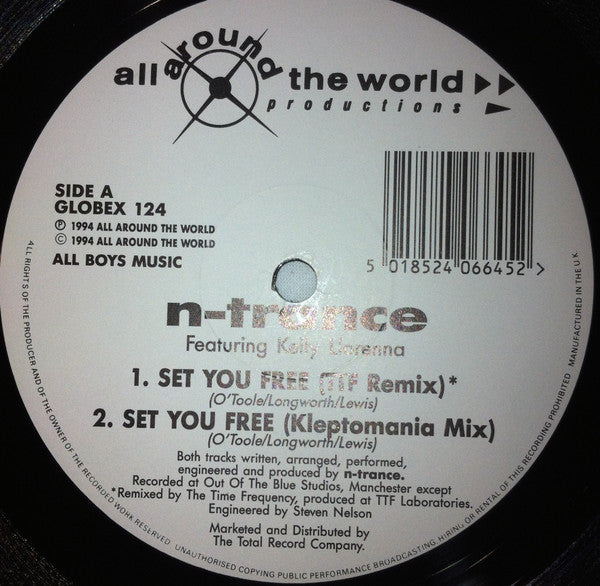 all around the world
productions
SIDE A
GLOBEX 124
℗ 1994 ALL AROUND THE WORLD
© 1994 ALL AROUND THE WORLD
ALL BOYS MUSIC
5 018524 066452 >
n-trance
Featuring Kelly Llorenna
1. SET YOU FREE (TTF Remix)*
(O'Toole/Longworth/Lewis)
2. SET YOU FREE (Kleptomania Mix)
(O'Toole/Longworth/Lewis)
Both tracks written, arranged, performed,
engineered and produced by n-trance.
Recorded at Out Of The Blue Studios, Manchester except
*Remixed by The Time Frequency, produced at TTF Laboratories.
Engineered by Steven Nelson
Marketed and Distributed by
The Total Record Company.
ALL RIGHTS OF THE PRODUCER AND OF THE OWNER OF THE RECORDED WORK RESERVED UNAUTHORISED COPYING PUBLIC PERFORMANCE BROADCASTING, HIRING OR RENTAL OF THIS RECORDING PROHIBITED MANUFACTURED IN THE U.K.